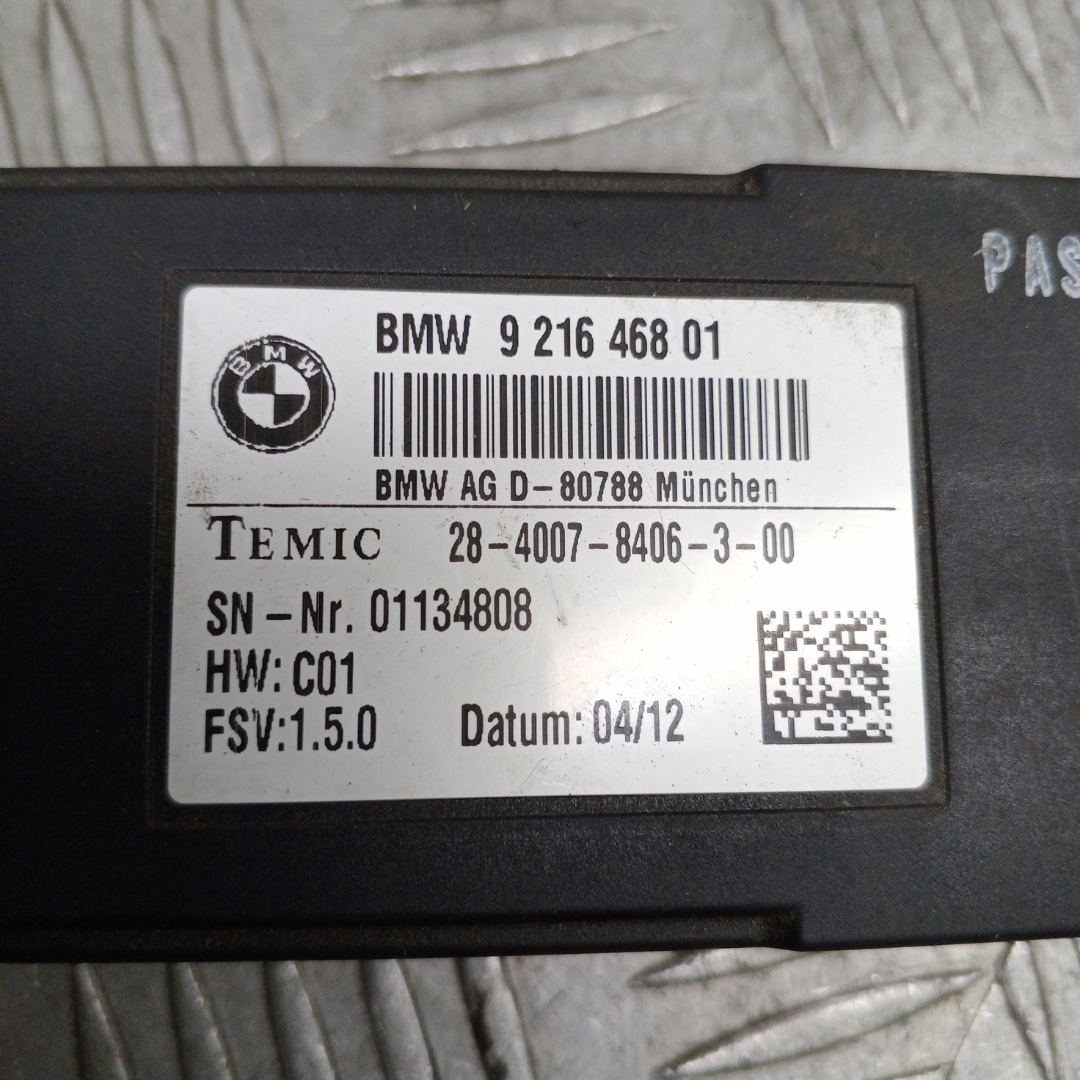 PAS
BMW 9 216 468 01
BMW
BMW AG D-80788 München
TEMIC 28-4007-8406-3-00
SN-Nr. 01134808
HW: C01
FSV:1.5.0 Datum: 04/12